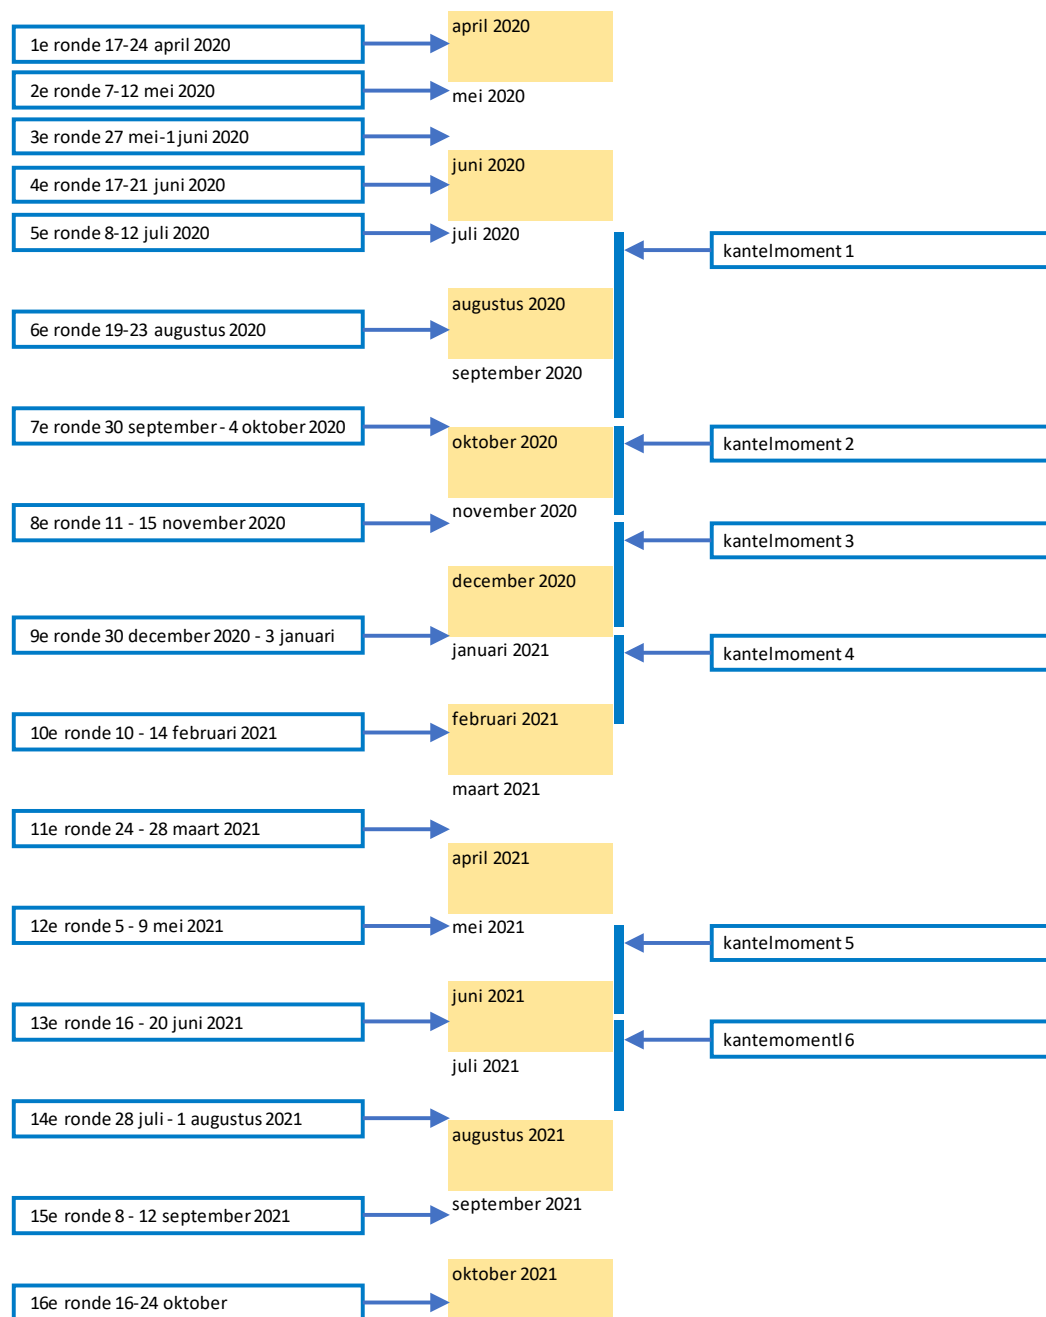 april 2020
1e ronde 17-24 april 2020
2e ronde 7-12 mei 2020
mei 2020
3e ronde 27 mei-1 juni 2020
juni 2020
4e ronde 17-21 juni 2020
5e ronde 8-12 juli 2020
juli 2020
kantelmoment 1
augustus 2020
6e ronde 19-23 augustus 2020
september 2020
7e ronde 30 september - 4 oktober 2020
oktober 2020
kantelmoment 2
november 2020
8e ronde 11 - 15 november 2020
kantelmoment 3
december 2020
9e ronde 30 december 2020 - 3 januari
januari 2021
kantelmoment 4
februari 2021
10e ronde 10 - 14 februari 2021
maart 2021
11e ronde 24 - 28 maart 2021
april 2021
12e ronde 5 - 9 mei 2021
mei 2021
kantelmoment 5
juni 2021
13e ronde 16 - 20 juni 2021
kantemomentl 6
juli 2021
14e ronde 28 juli - 1 augustus 2021
augustus 2021
september 2021
15e ronde 8 - 12 september 2021
oktober 2021
16e ronde 16-24 oktober